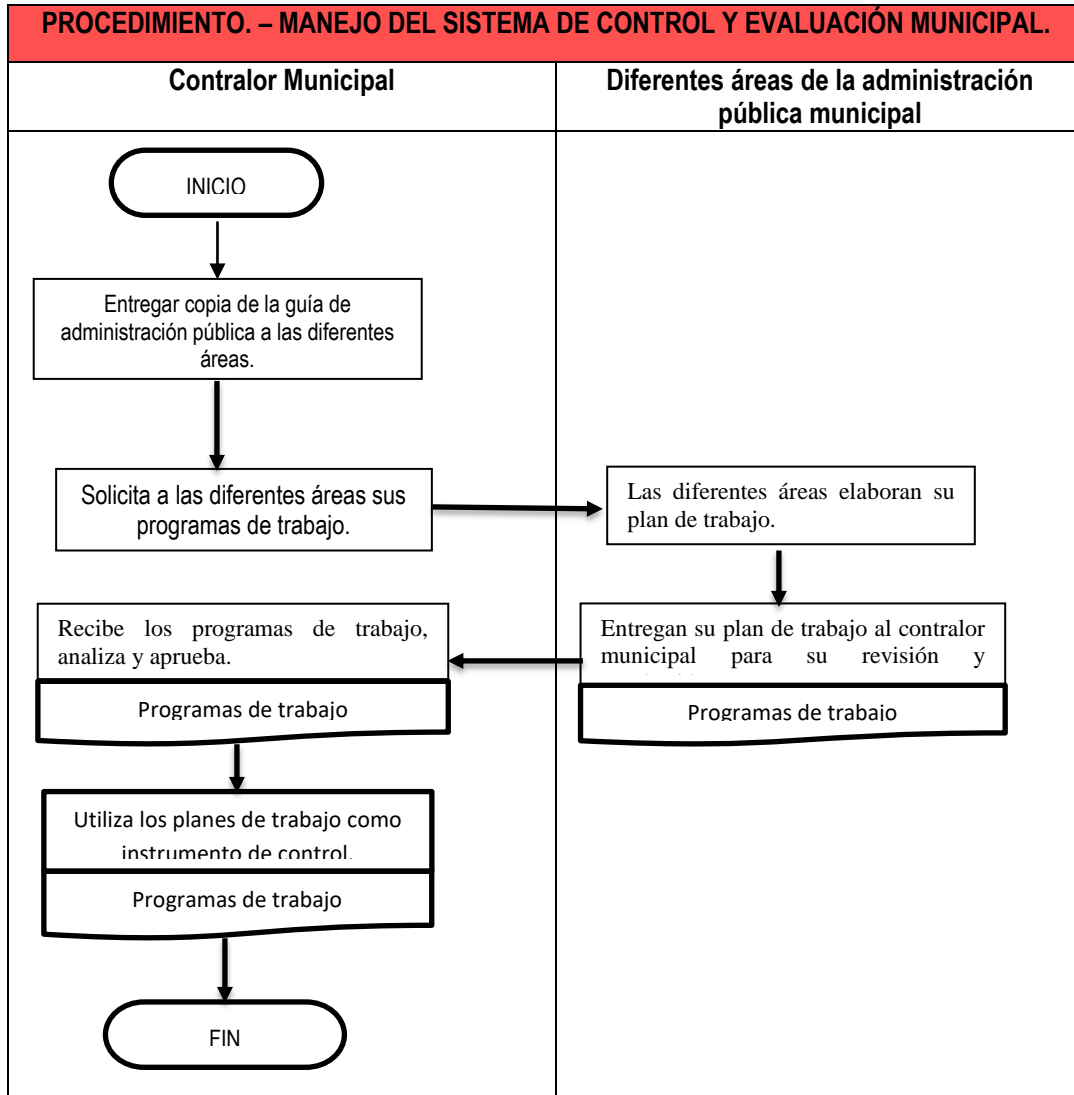 PROCEDIMIENTO. – MANEJO DEL SISTEMA DE CONTROL Y EVALUACIÓN MUNICIPAL.
Contralor Municipal
Diferentes áreas de la administración
pública municipal
INICIO
Entregar copia de la guía de
administración pública a las diferentes
áreas.
Solicita a las diferentes áreas sus
programas de trabajo.
Las diferentes áreas elaboran su
plan de trabajo.
Entregan su plan de trabajo al contralor
municipal para su revisión y
Programas de trabajo
Recibe los programas de trabajo,
analiza y aprueba.
Programas de trabajo
Utiliza los planes de trabajo como
instrumento de control.
Programas de trabajo
FIN